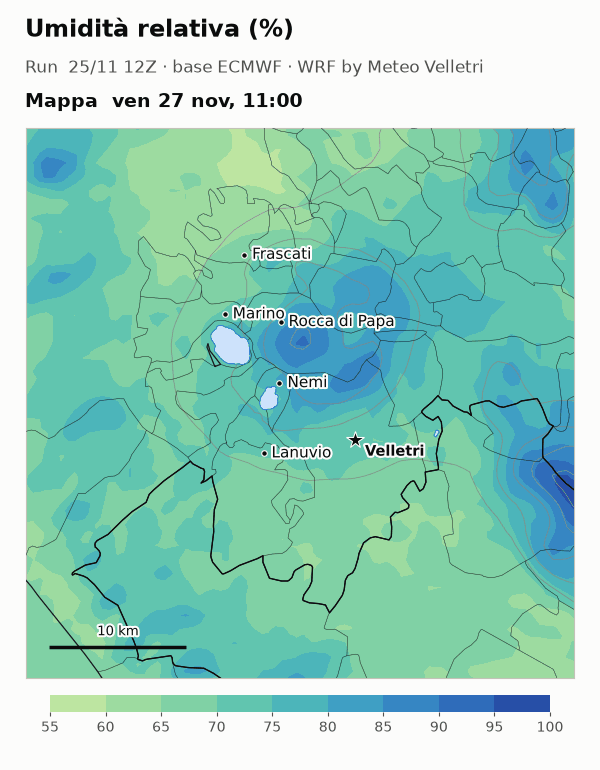 Umidità relativa (%)
Run  25/11 12Z · base ECMWF · WRF by Meteo Velletri
Mappa  ven 27 nov, 11:00
Frascati
Marino
Rocca di Papa
Nemi
Velletri
Lanuvio
10 km
55 60 65 70 75 80 85 90 95 100